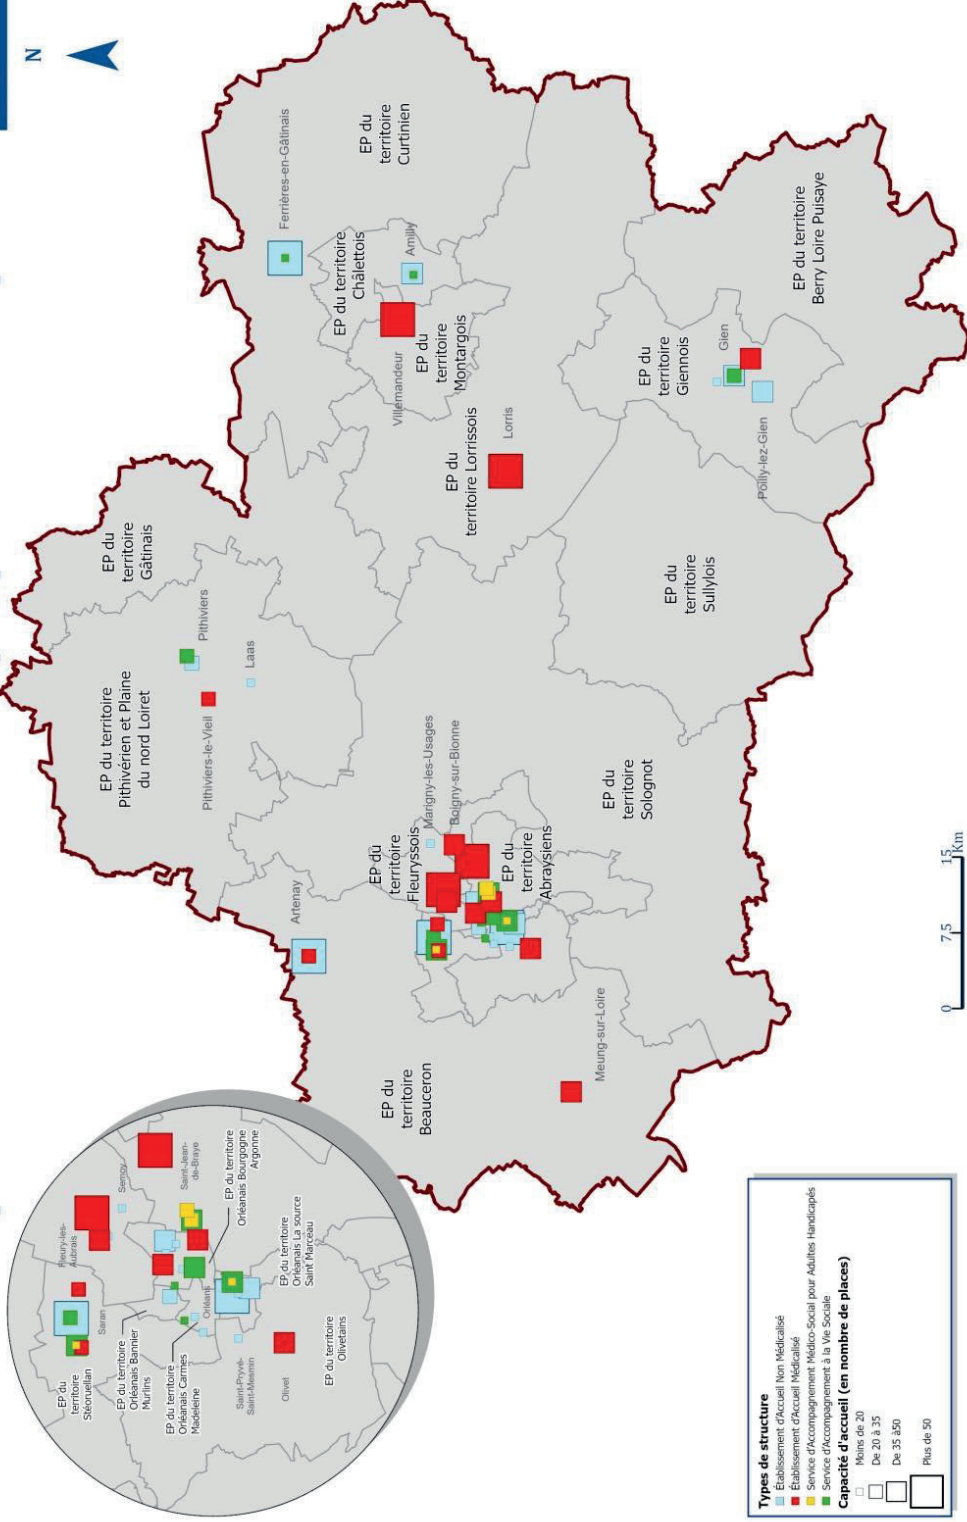 N
EP du
territoire
Curtinien
Ferrières-en-Gâtinais
EP du territoire
Châlettois
Amilly
Villemandeur
EP du
territoire
Montargois
EP du territoire
Berry Loire Puisaye
EP du
territoire
Giennois
Gien
Poilly-lez-Gien
EP du
territoire Lorrissois
Lorris
EP du
territoire
Gâtinais
Pithiviers
Laas
EP du territoire
Pithivérien et Plaine
du nord Loiret
Pithiviers-le-Vieil
EP du
territoire
Sullylois
Marigny-les-Usages
Boigny-sur-Bionne
EP du
territoire
Fleuryssois
EP du
territoire
Abraysiens
EP du
territoire
Solognot
Artenay
EP du
territoire
Beauceron
Meung-sur-Loire
0 7,5 15
Km
Fleury-les-
Aubrais
Semoy
Saint-Jean-
de-Braye
EP du territoire
Orléanais Bourgogne
Argonne
Saran
EP du
territoire
Stéoruellan
EP du territoire
Orléanais Bannier
Murlins
EP du territoire
Orléanais Carmes
Madeleine
Orléans
EP du territoire
Orléanais La source
Saint Marceau
Saint-Pryvé-
Saint-Mesmin
Olivet
EP du territoire
Olivetains
Types de structure
Établissement d'Accueil Non Médicalisé
Établissement d'Accueil Médicalisé
Service d'Accompagnement Médico-Social pour Adultes Handicapés
Service d'Accompagnement à la Vie Sociale
Capacité d'accueil (en nombre de places)
Moins de 20
De 20 à 35
De 35 à50
Plus de 50